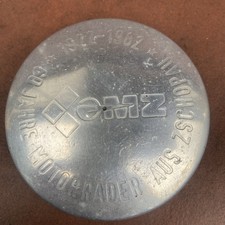 60 JAHRE MOTORRÄDER AUS ZSCHOPAU
1922-1982
MZ